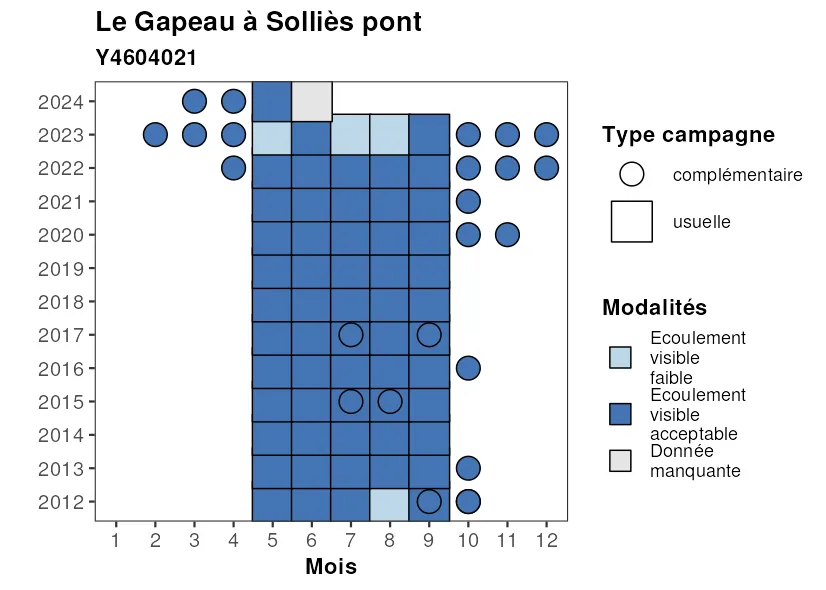 Le Gapeau à Solliès pont
Y4604021
2024
2023
2022
2021
2020
2019
2018
2017
2016
2015
2014
2013
2012
1 2 3 4 5 6 7 8 9 10 11 12
Mois
Type campagne
complémentaire
usuelle
Modalités
Ecoulement
visible
faible
Ecoulement
visible
acceptable
Donnée
manquante